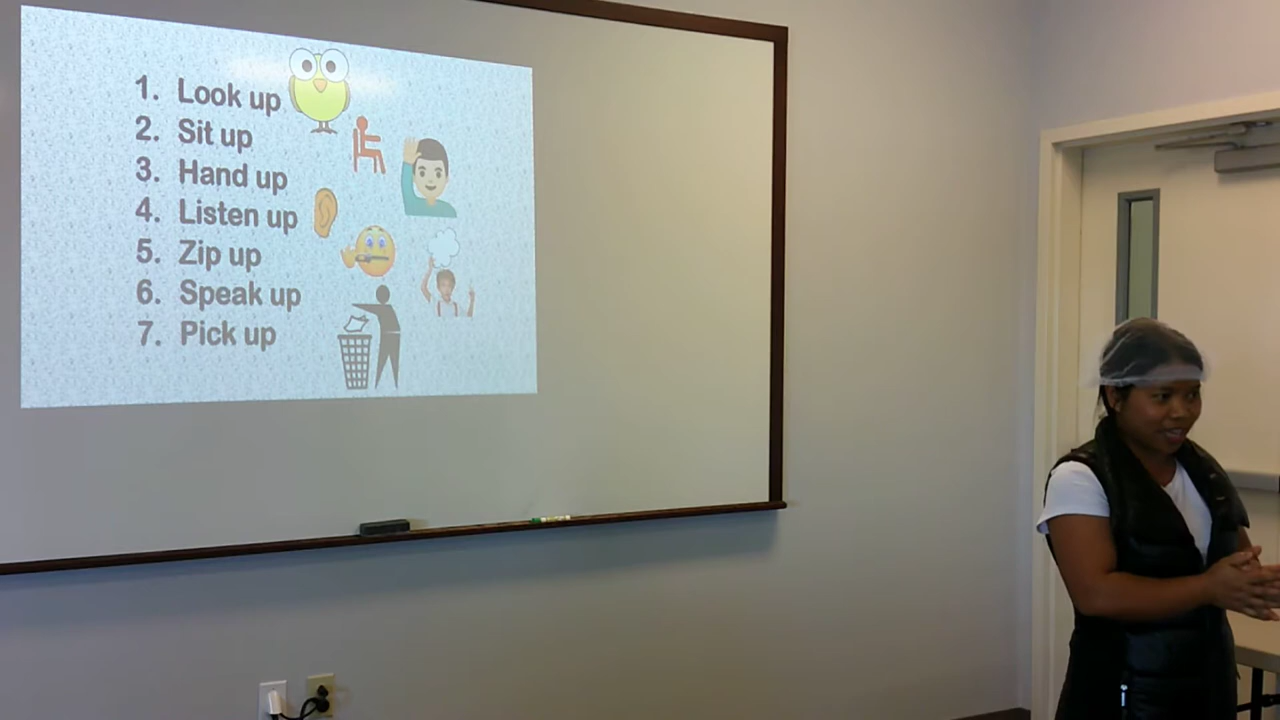 1. Look up
2. Sit up
3. Hand up
4. Listen up
5. Zip up
6. Speak up
7. Pick up